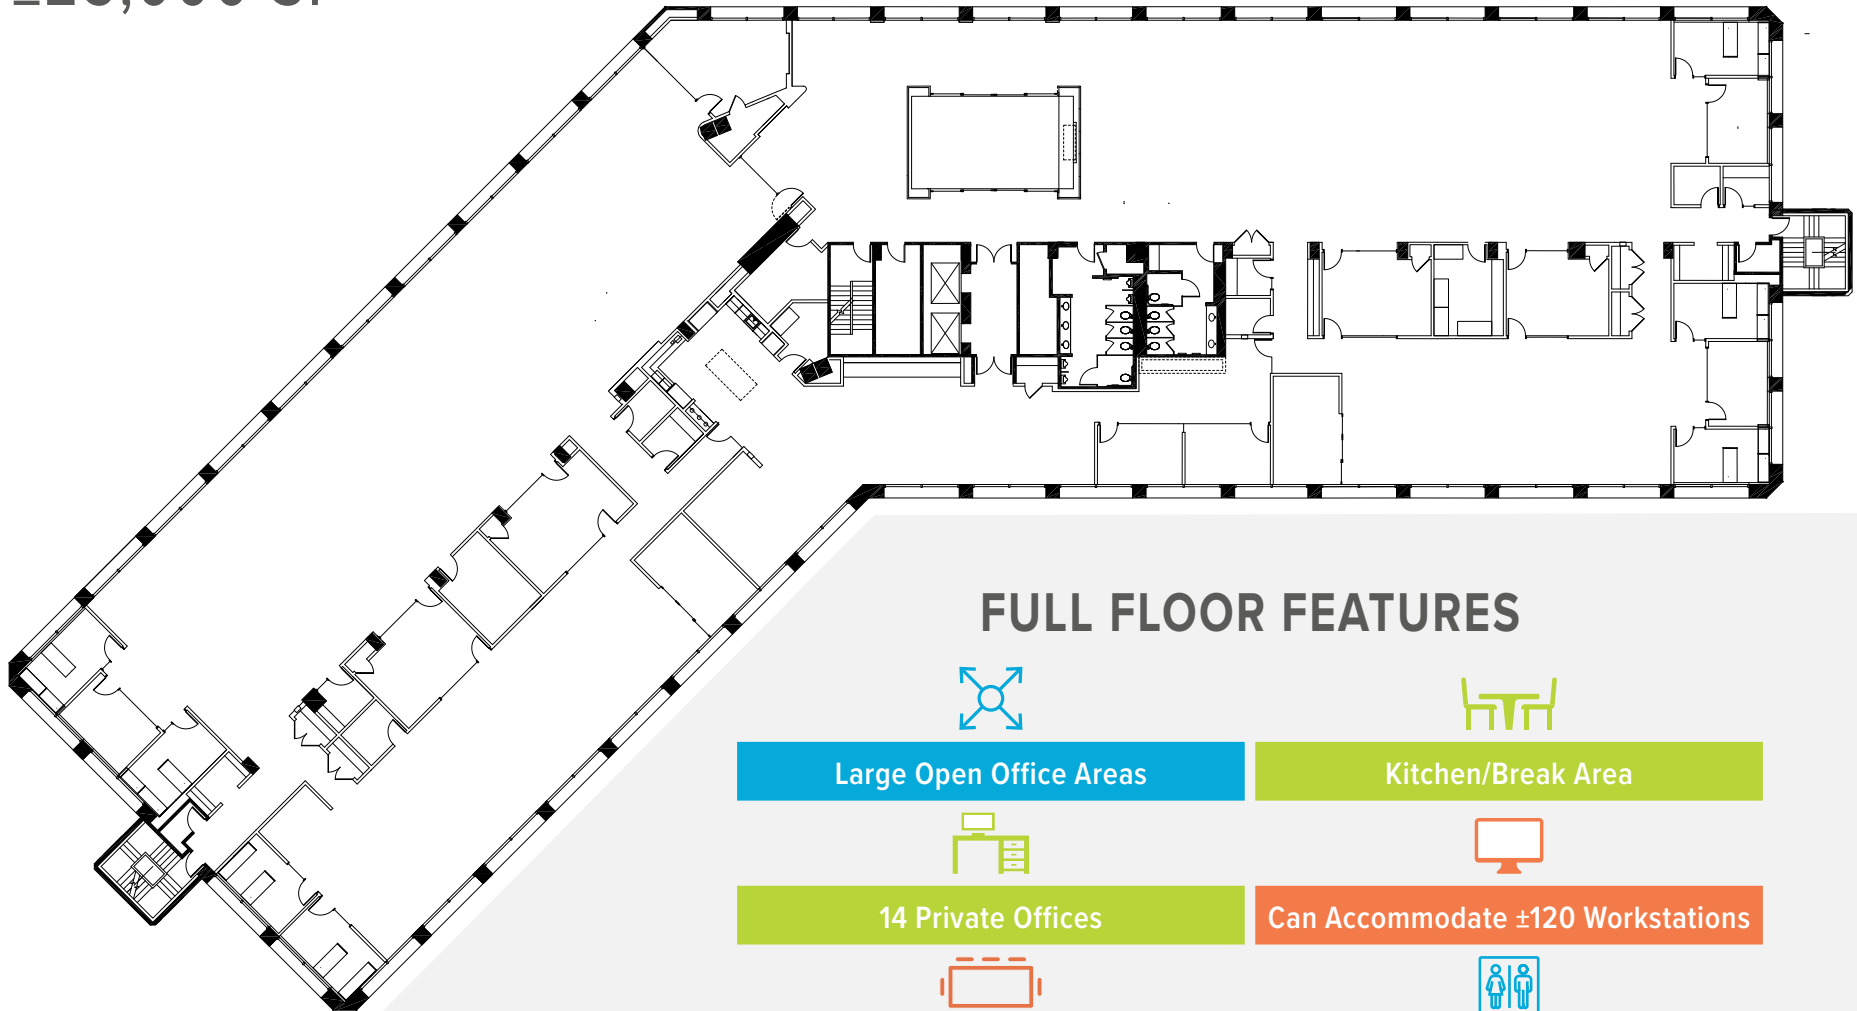 FULL FLOOR FEATURES
Large Open Office Areas
Kitchen/Break Area
14 Private Offices
Can Accommodate ±120 Workstations